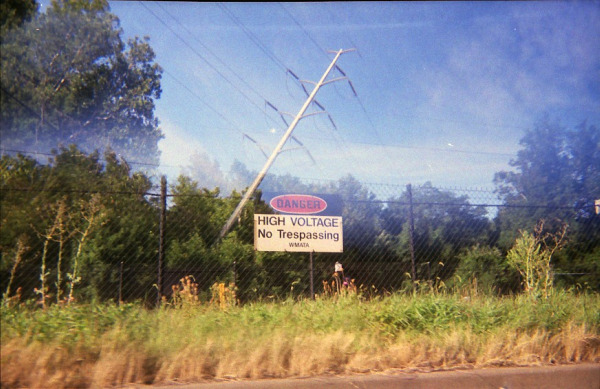 DANGER
HIGH VOLTAGE
No Trespassing
WMATA